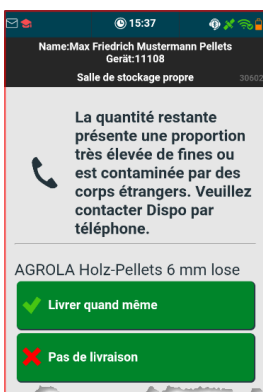 15:37
Name:Max Friedrich Mustermann Pellets
Gerät:11108
Salle de stockage propre
30602
La quantité restante
présente une proportion
très élevée de fines ou
est contaminée par des
corps étrangers. Veuillez
contacter Dispo par
téléphone.
AGROLA Holz-Pellets 6 mm lose
Livrer quand même
Pas de livraison